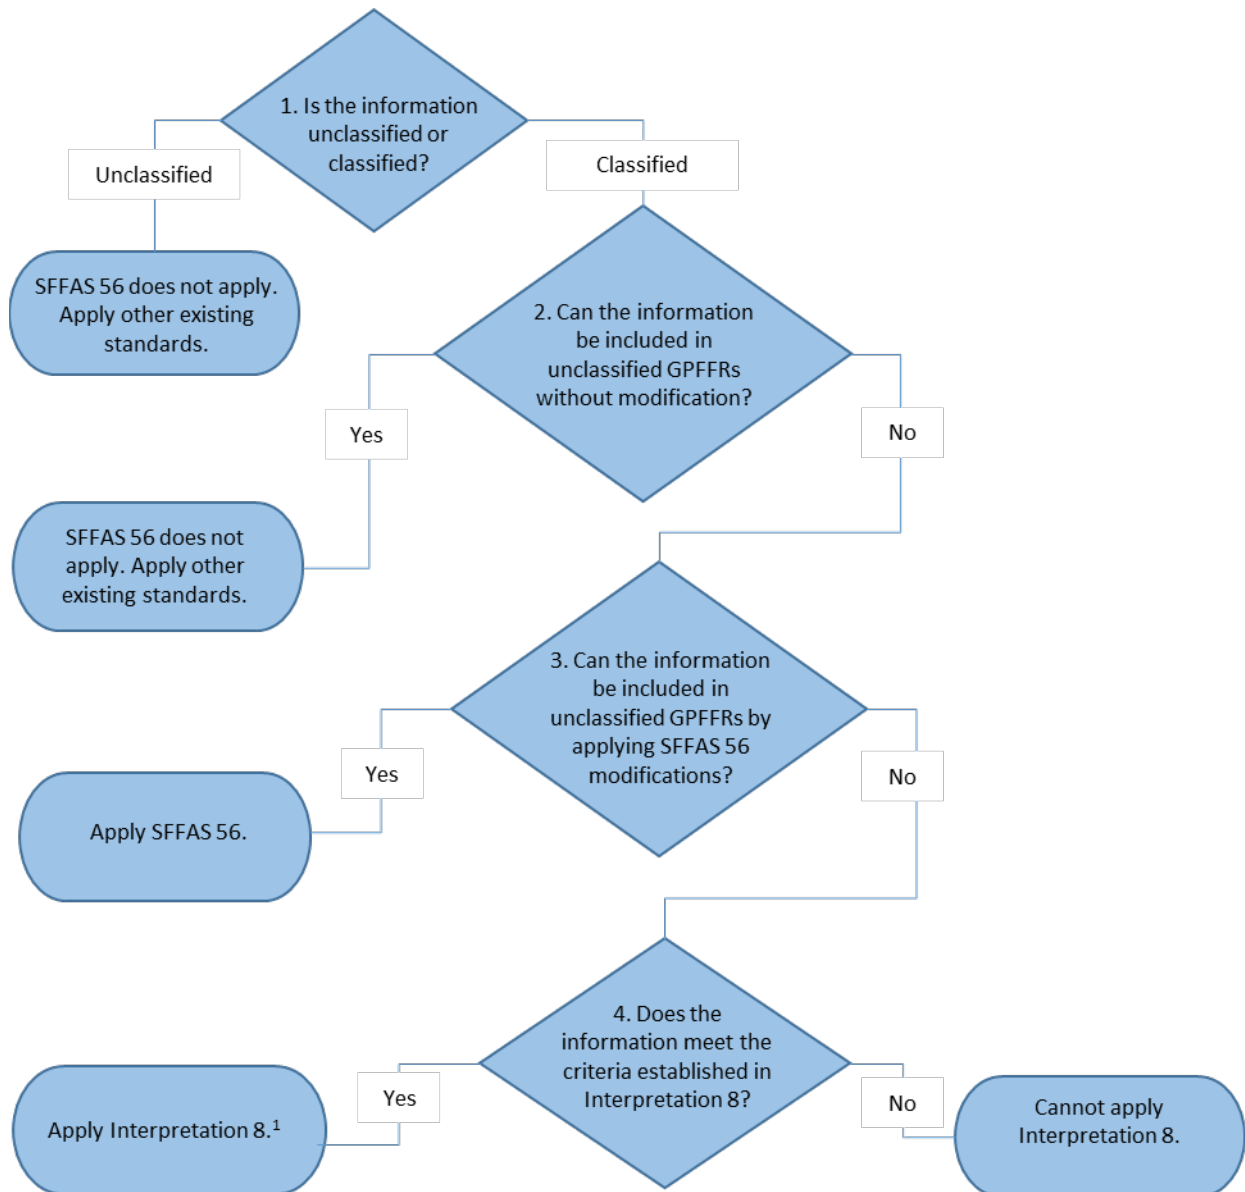 1. Is the information
unclassified or
classified?
Unclassified
Classified
SFFAS 56 does not apply.
Apply other existing
standards.
2. Can the information
be included in
unclassified GPFFRs
without modification?
Yes
No
SFFAS 56 does not
apply. Apply other
existing standards.
3. Can the information
be included in
unclassified GPFFRs by
applying SFFAS 56
modifications?
Yes
No
Apply SFFAS 56.
4. Does the
information meet the
criteria established in
Interpretation 8?
Yes
No
Apply Interpretation 8.¹
Cannot apply
Interpretation 8.